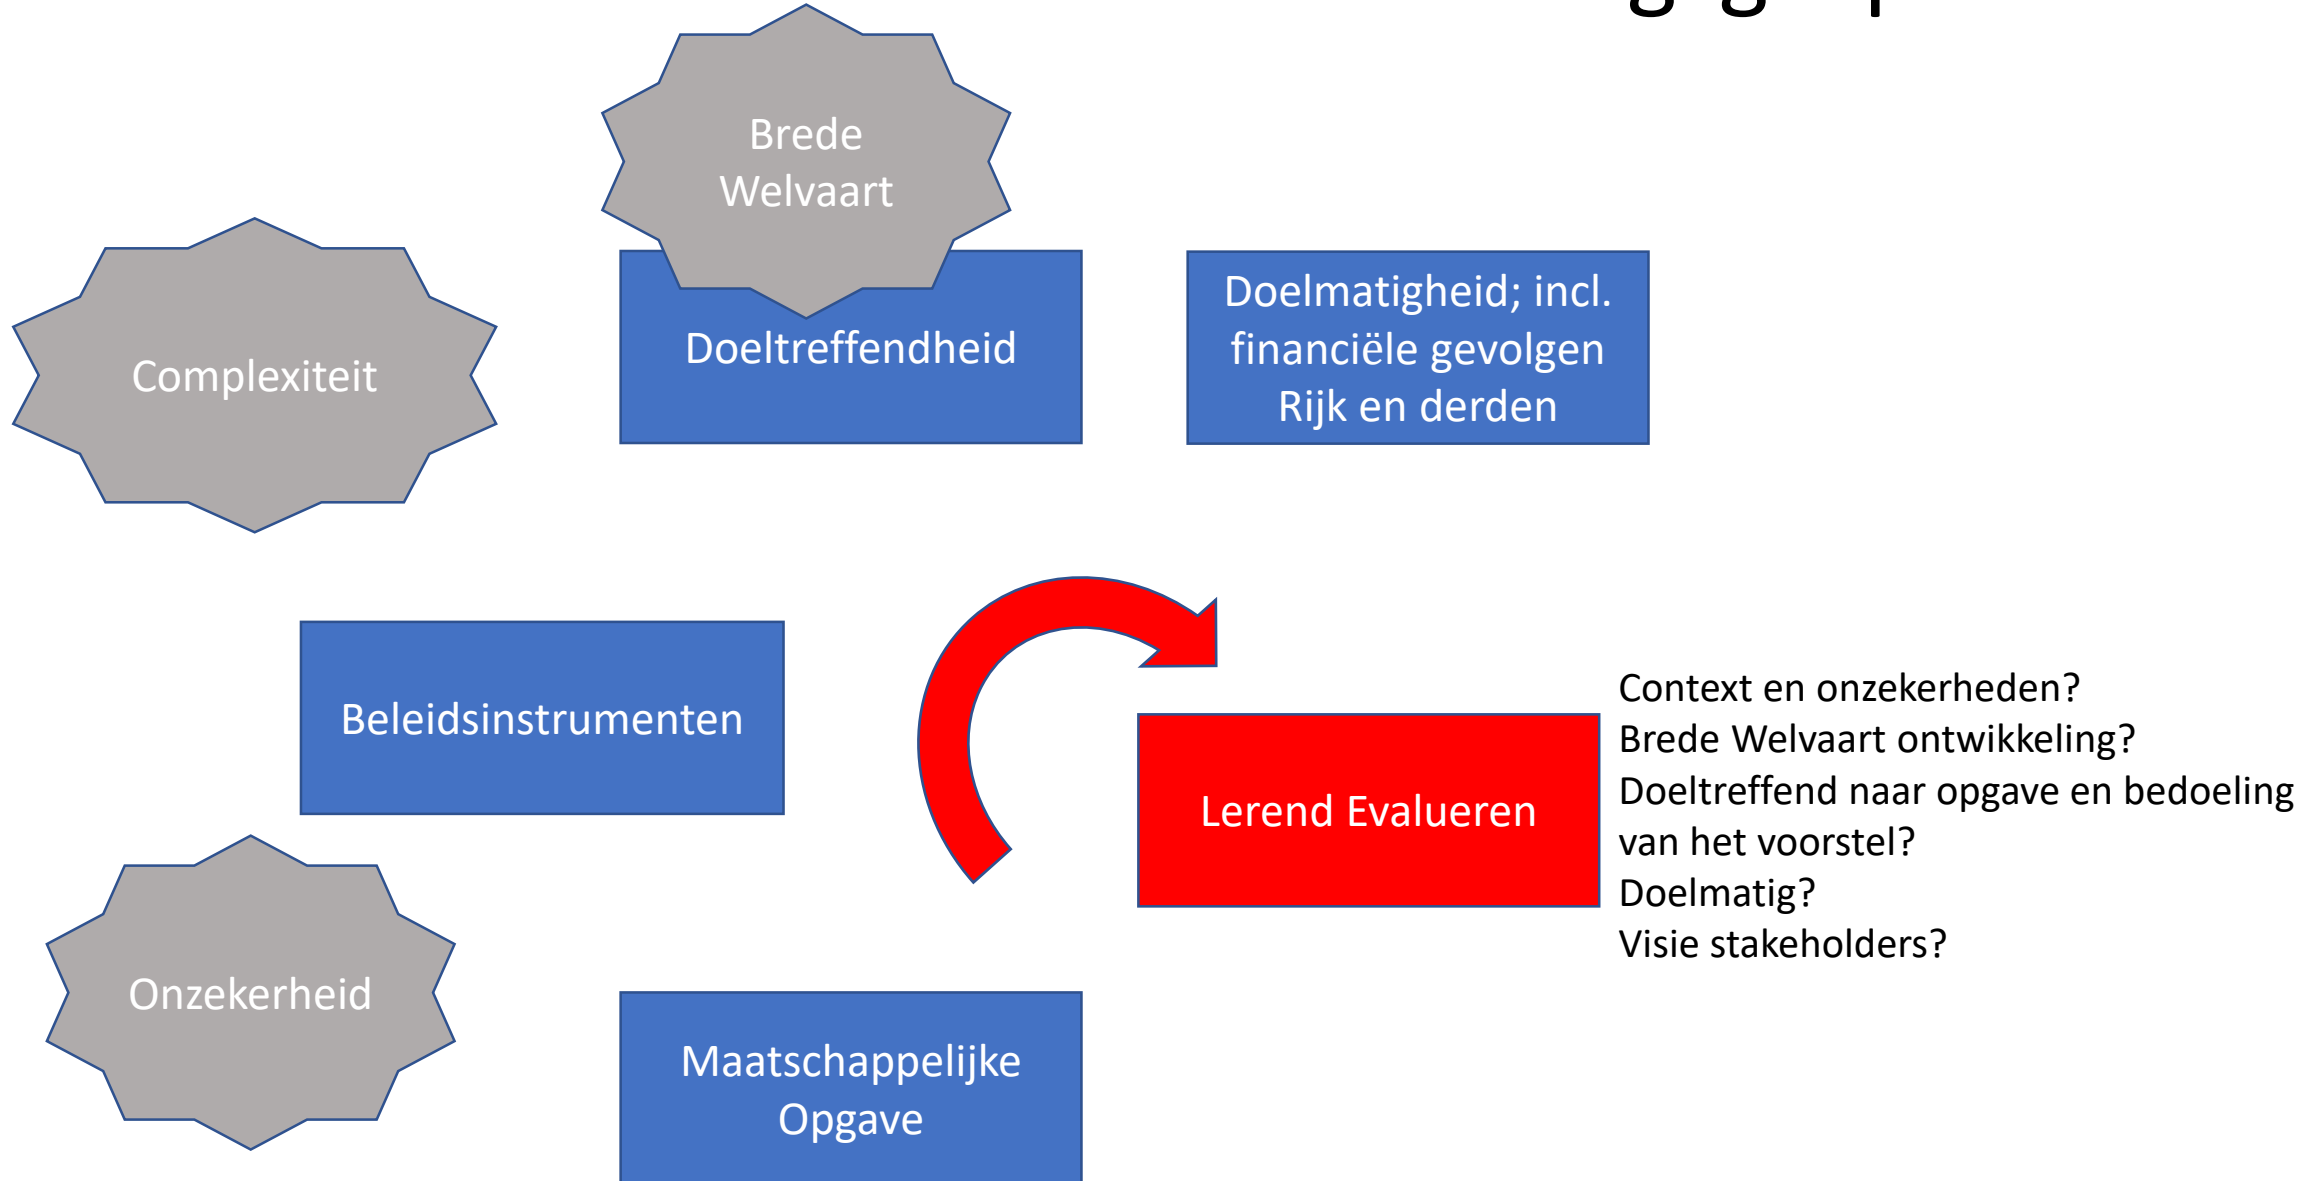 Brede
Welvaart
Complexiteit
Doeltreffendheid
Doelmatigheid; incl.
financiële gevolgen
Rijk en derden
Beleidsinstrumenten
Lerend Evalueren
Context en onzekerheden?
Brede Welvaart ontwikkeling?
Doeltreffend naar opgave en bedoeling
van het voorstel?
Doelmatig?
Visie stakeholders?
Onzekerheid
Maatschappelijke
Opgave